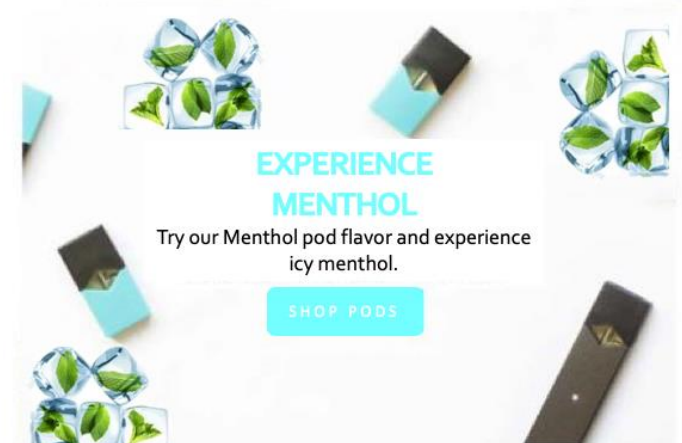 EXPERIENCE
MENTHOL
Try our Menthol pod flavor and experience
icy menthol.
SHOP PODS